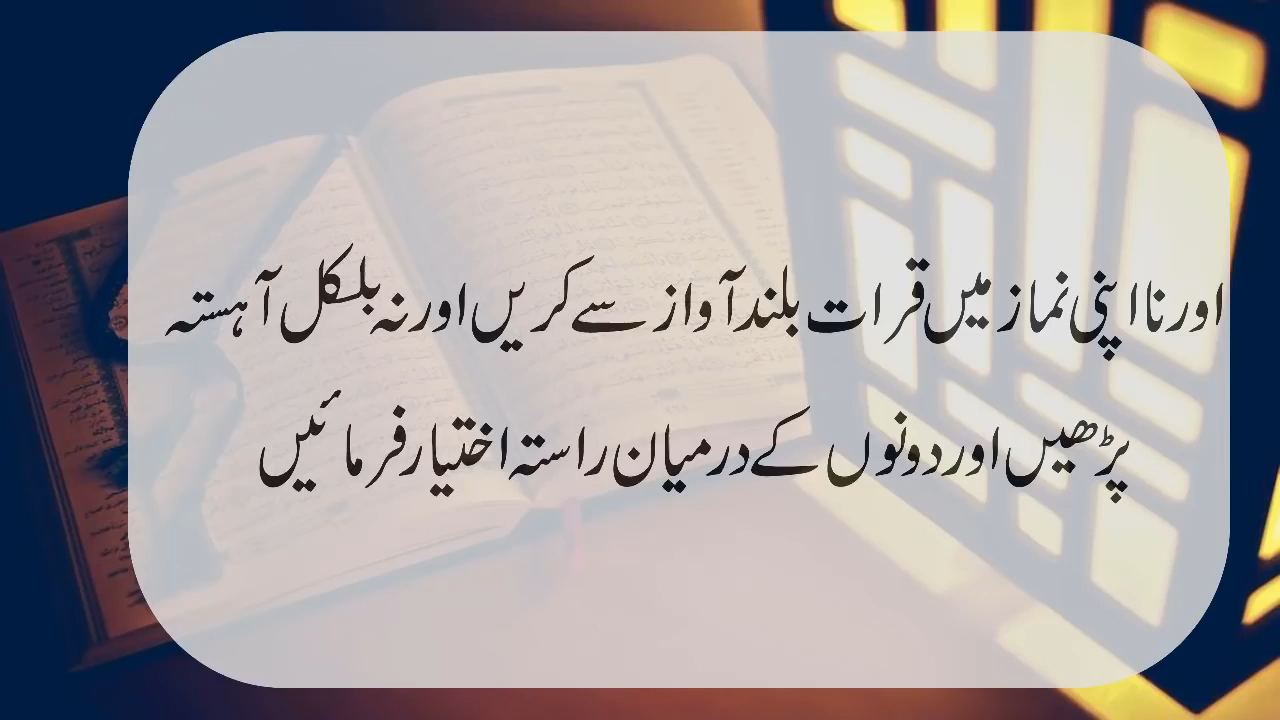 اور نا اپنی نماز میں قرات بلند آواز سے کریں اور نہ بلکل آہستہ
پڑھیں اور دونوں کے درمیان راستہ اختیار فرمائیں